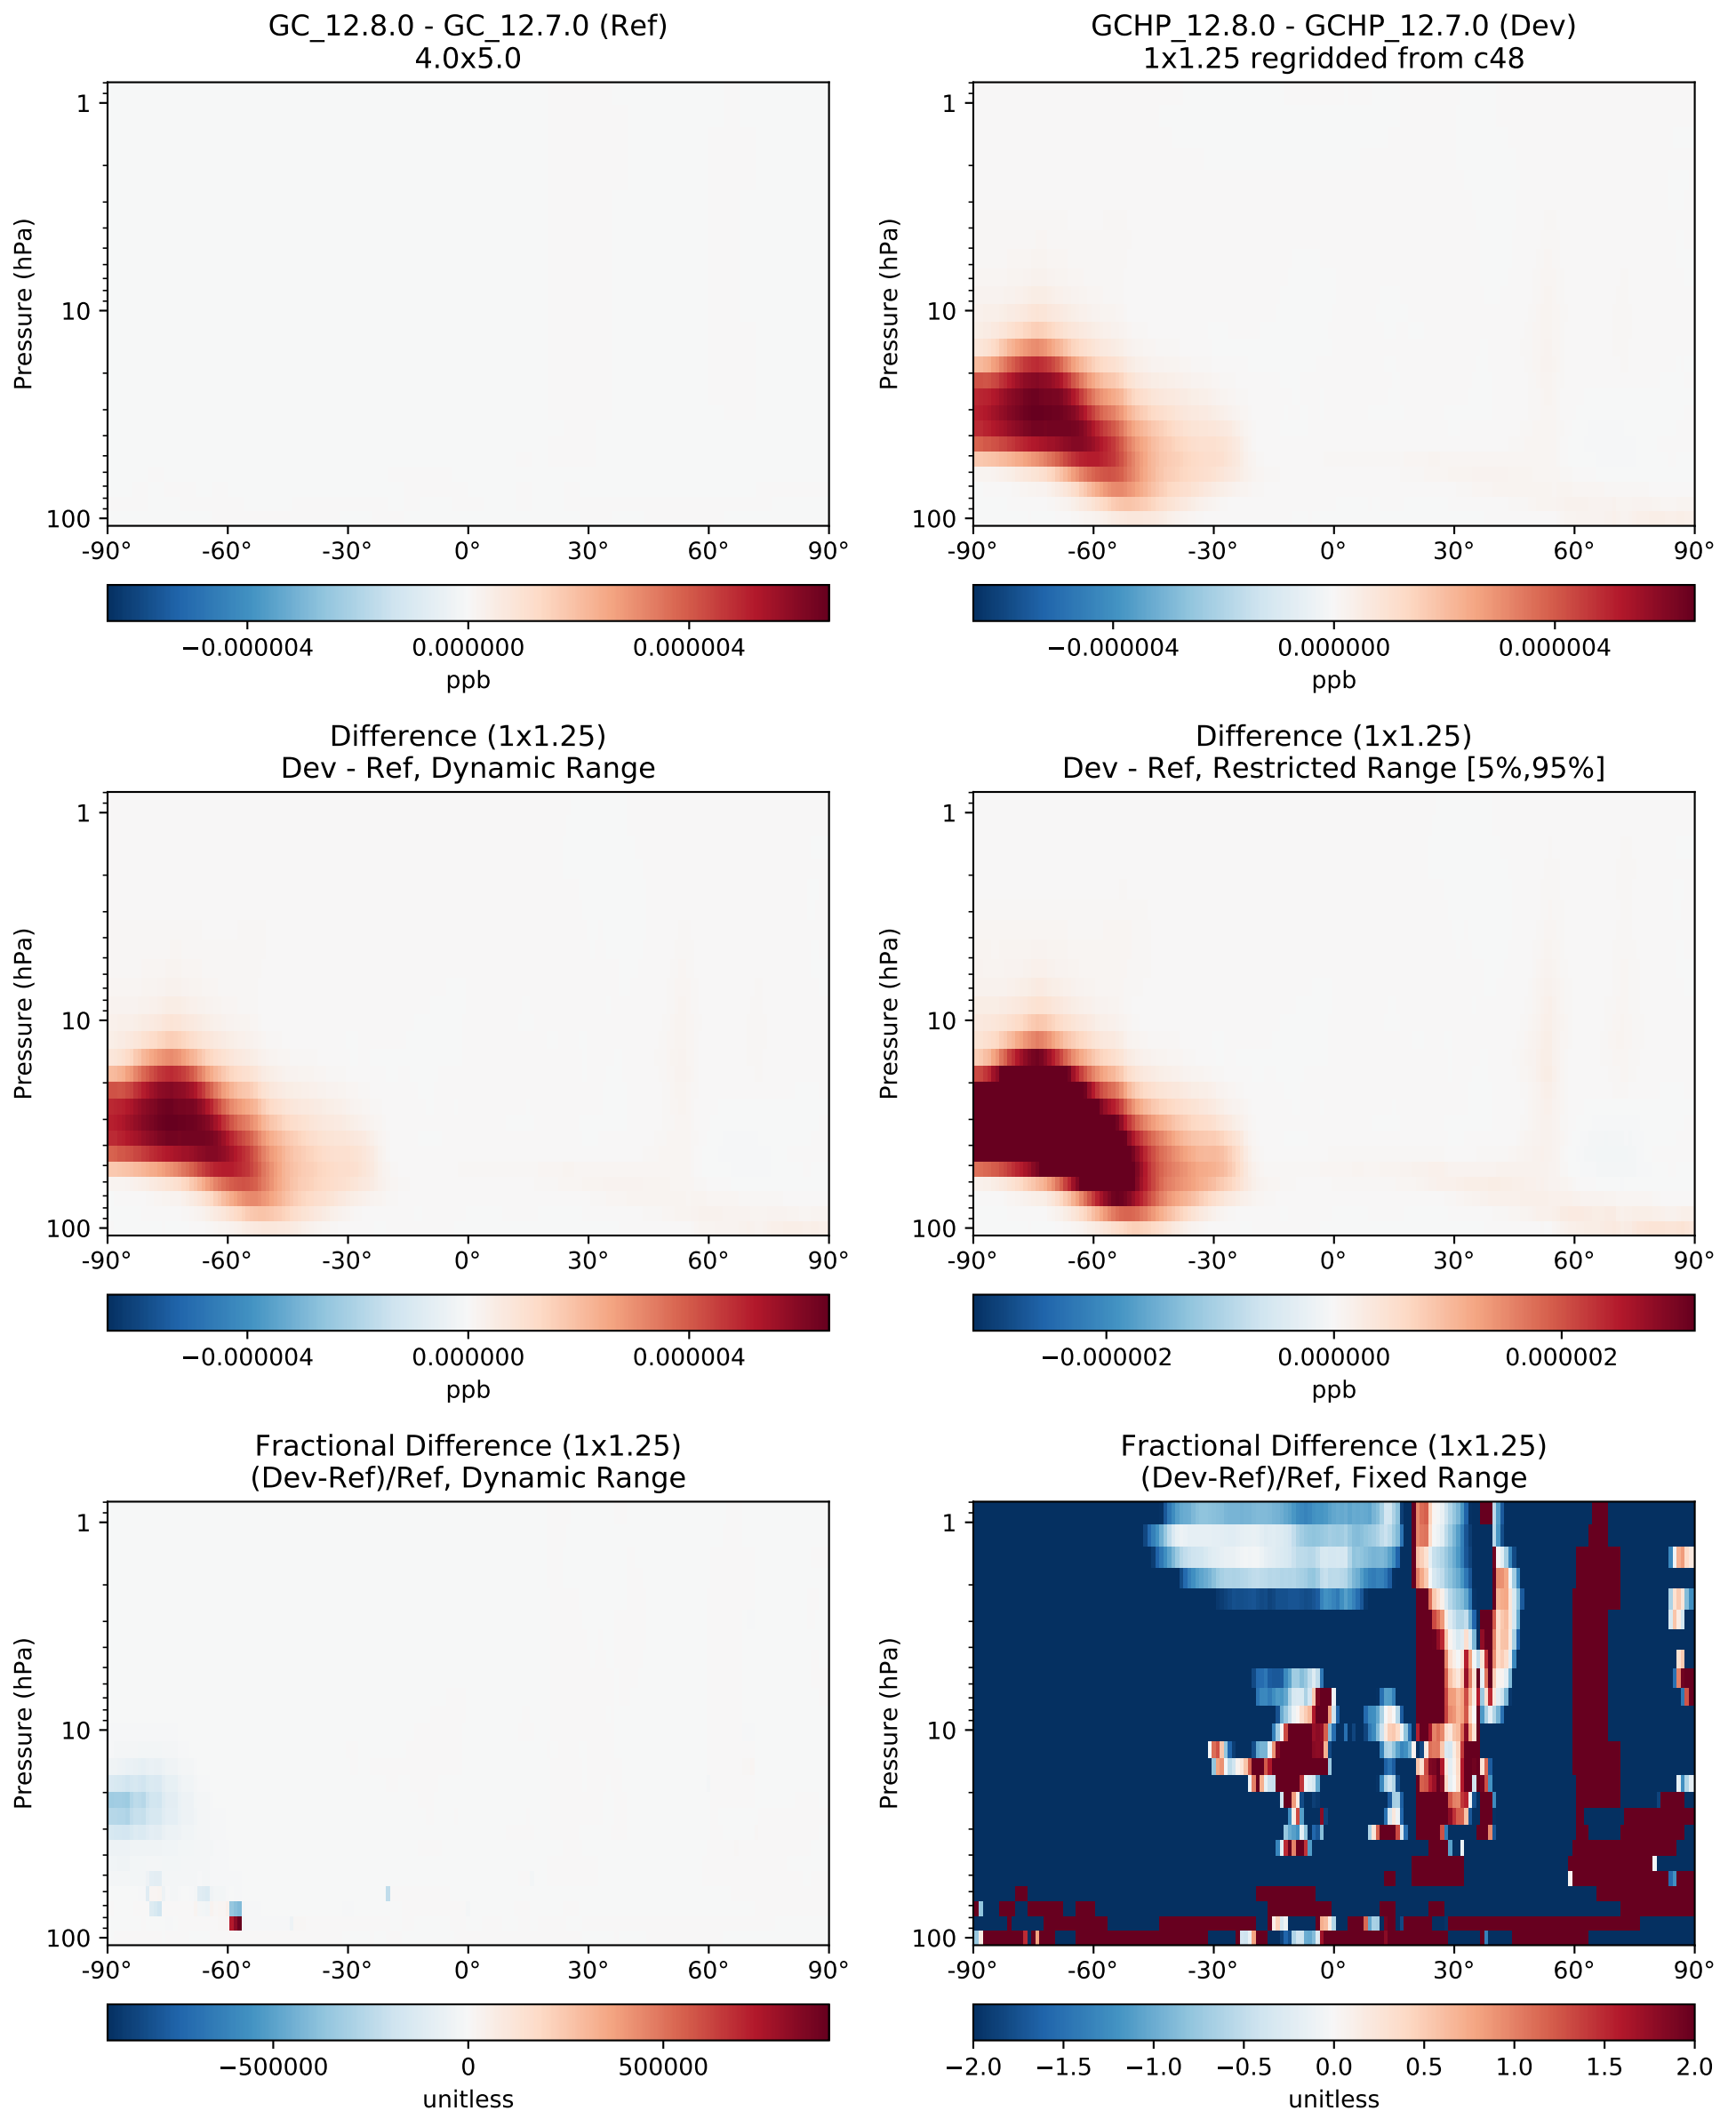 GC_12.8.0 - GC_12.7.0 (Ref)
4.0x5.0
Pressure (hPa)
1
10
100
-90° -60° -30° 0° 30° 60° 90°
−0.000004 0.000000 0.000004
ppb
GCHP_12.8.0 - GCHP_12.7.0 (Dev)
1x1.25 regridded from c48
Pressure (hPa)
1
10
100
-90° -60° -30° 0° 30° 60° 90°
−0.000004 0.000000 0.000004
ppb
Difference (1x1.25)
Dev - Ref, Dynamic Range
Pressure (hPa)
1
10
100
-90° -60° -30° 0° 30° 60° 90°
−0.000004 0.000000 0.000004
ppb
Difference (1x1.25)
Dev - Ref, Restricted Range [5%,95%]
Pressure (hPa)
1
10
100
-90° -60° -30° 0° 30° 60° 90°
−0.000002 0.000000 0.000002
ppb
Fractional Difference (1x1.25)
(Dev-Ref)/Ref, Dynamic Range
Pressure (hPa)
1
10
100
-90° -60° -30° 0° 30° 60° 90°
−500000 0 500000
unitless
Fractional Difference (1x1.25)
(Dev-Ref)/Ref, Fixed Range
Pressure (hPa)
1
10
100
-90° -60° -30° 0° 30° 60° 90°
−2.0 −1.5 −1.0 −0.5 0.0 0.5 1.0 1.5 2.0
unitless